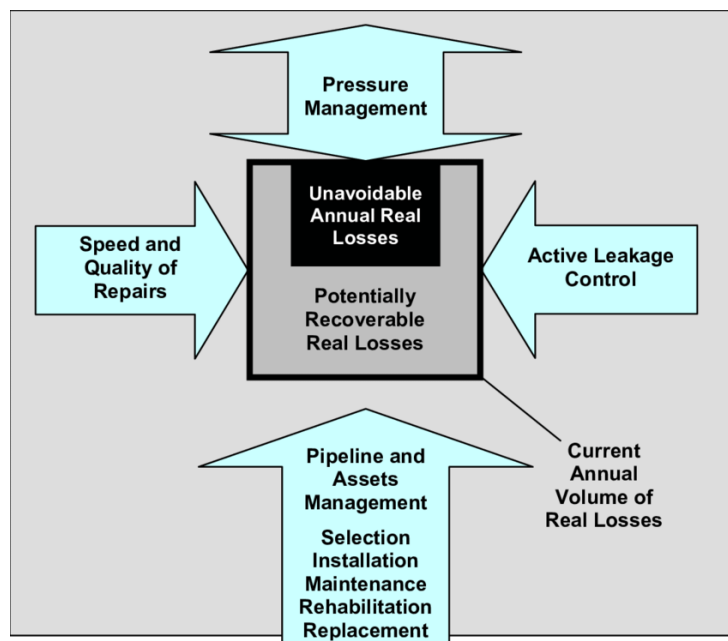 Pressure
Management
Unavoidable
Annual Real
Losses
Speed and
Quality of
Repairs
Active Leakage
Control
Potentially
Recoverable
Real Losses
Pipeline and
Assets
Management
Selection
Installation
Maintenance
Rehabilitation
Replacement
Current
Annual
Volume of
Real Losses